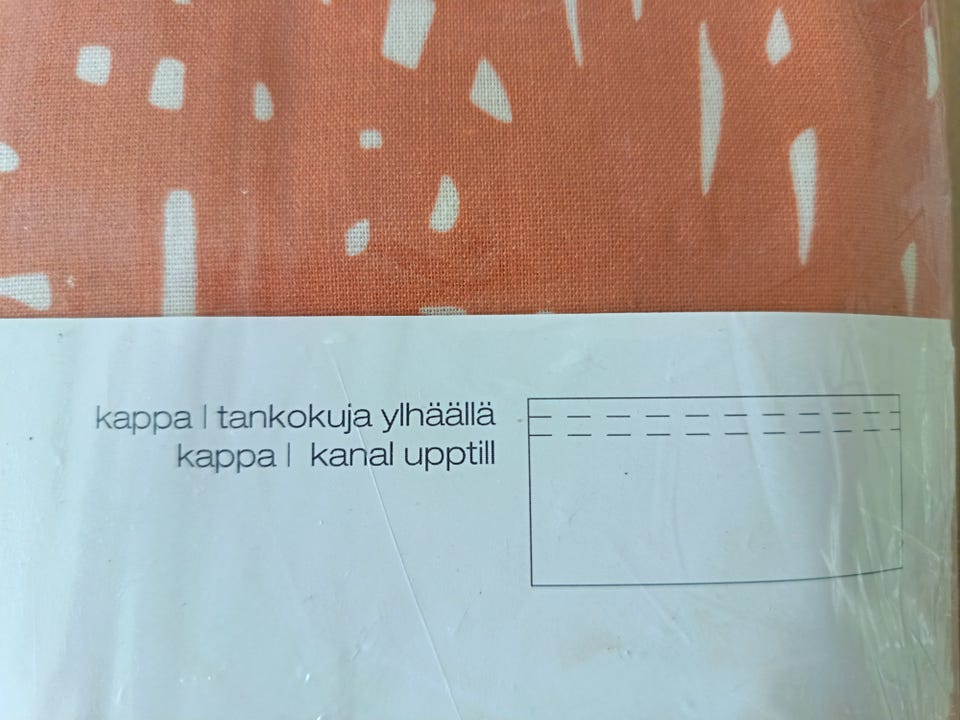 kappa | tankokuja ylhäällä
kappa | kanal upptill